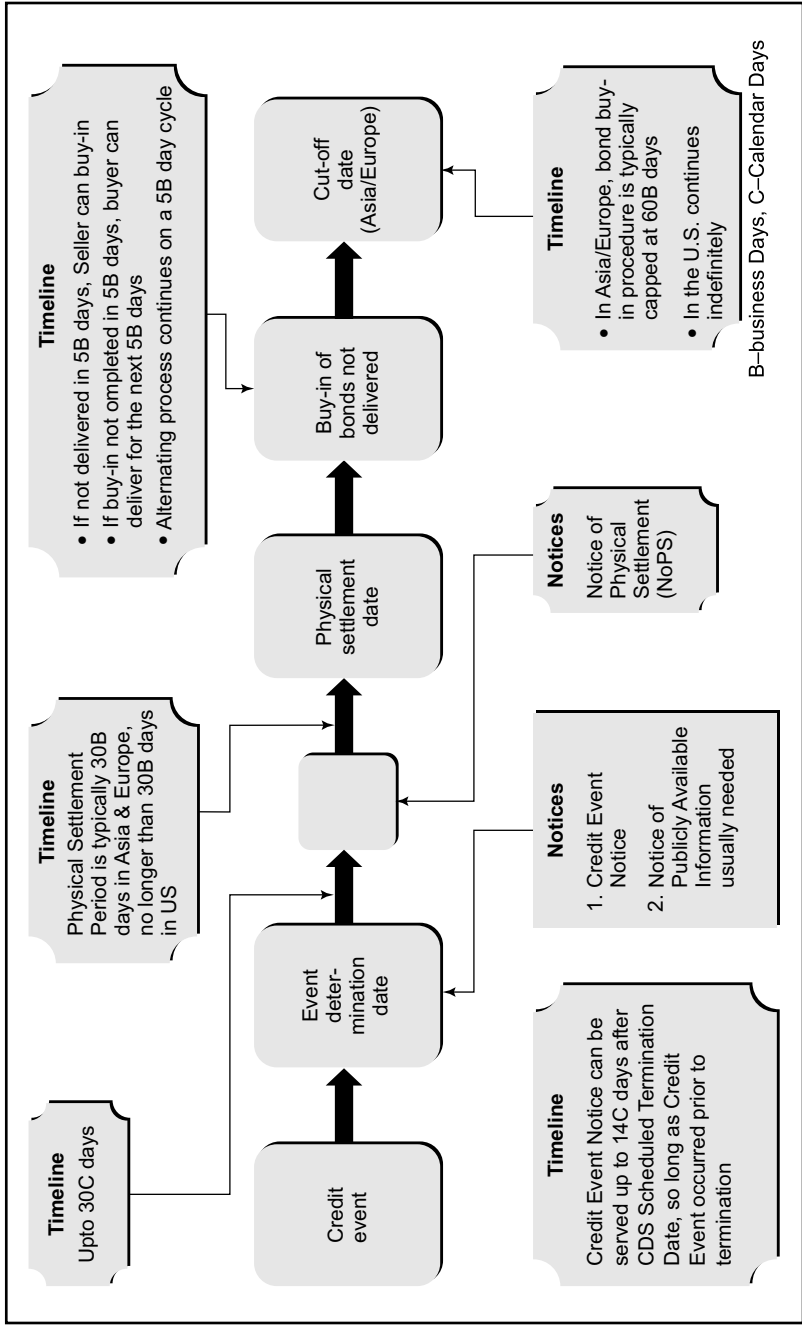 Timeline
Upto 30C days
Timeline
Physical Settlement
Period is typically 30B
days in Asia & Europe,
no longer than 30B days
in US
Timeline
• If not delivered in 5B days, Seller can buy-in
• If buy-in not ompleted in 5B days, buyer can
deliver for the next 5B days
• Alternating process continues on a 5B day cycle
Credit
event
Event
deter-
mination
date
Physical
settlement
date
Buy-in of
bonds not
delivered
Cut-off
date
(Asia/Europe)
Timeline
Credit Event Notice can be
served up to 14C days after
CDS Scheduled Termination
Date, so long as Credit
Event occurred prior to
termination
Notices
1. Credit Event
Notice
2. Notice of
Publicly Available
Information
usually needed
Notices
Notice of
Physical
Settlement
(NoPS)
Timeline
• In Asia/Europe, bond buy-
in procedure is typically
capped at 60B days
• In the U.S. continues
indefinitely
B–business Days, C–Calendar Days